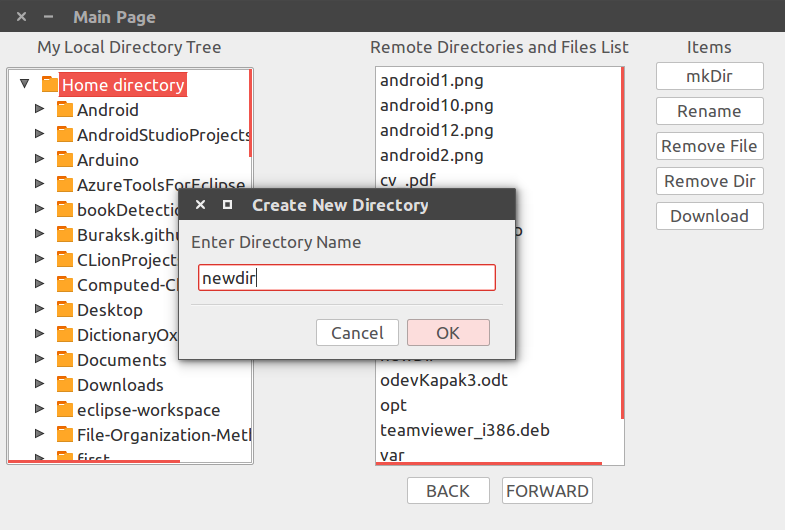 Main Page
My Local Directory Tree
Home directory
Android
AndroidStudioProjects
Arduino
AzureToolsForEclipse
bookDetectio
Buraksk.githu
CLionProject
Computed-C
Desktop
DictionaryOx
Documents
Downloads
eclipse-workspace
File-Organization-Met
first
Remote Directories and Files List
android1.png
android10.png
android12.png
android2.png
cv_.pdf
odevKapak3.odt
opt
teamviewer_i386.deb
var
BACK
FORWARD
Items
mkDir
Rename
Remove File
Remove Dir
Download
Create New Directory
Enter Directory Name
newdir
Cancel
OK